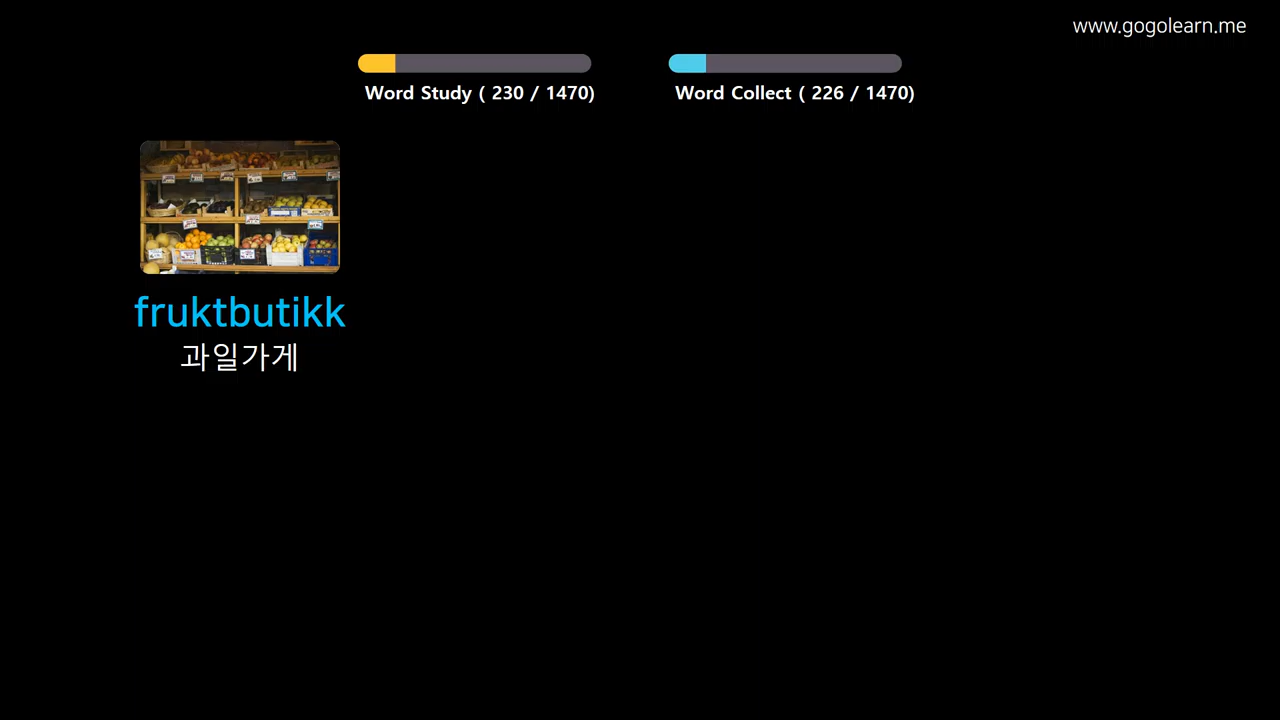 www.gogolearn.me
Word Study ( 230 / 1470)
Word Collect ( 226 / 1470)
fruktbutikk
과일가게